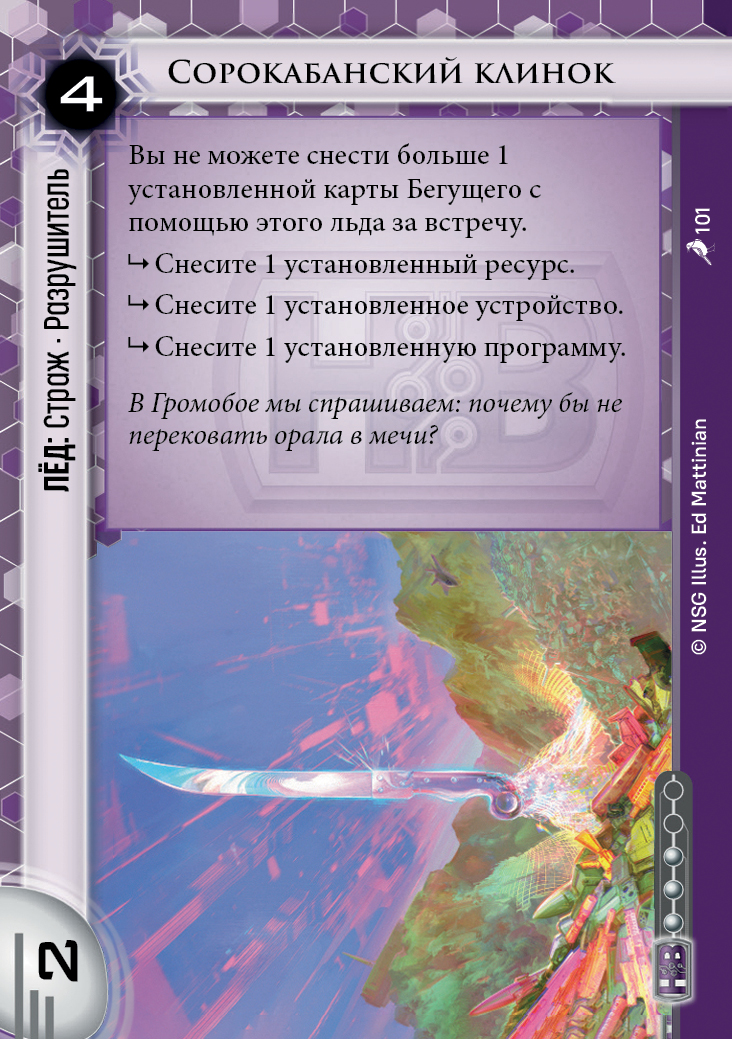 4
Сорокабанский клинок
ЛЁД: Страж · Разрушитель
Вы не можете снести больше 1
установленной карты Бегущего с
помощью этого льда за встречу.
↳ Снесите 1 установленный ресурс.
↳ Снесите 1 установленное устройство.
↳ Снесите 1 установленную программу.
В Громобое мы спрашиваем: почему бы не
перековать орала в мечи?
101
© NSG Illus. Ed Mattinian
2
HB